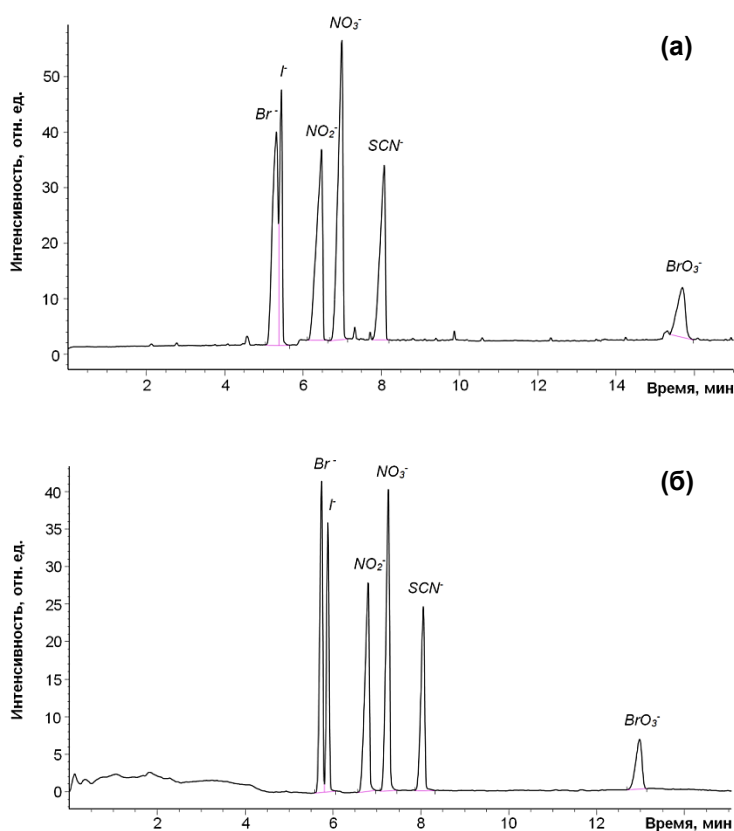 (а)
Интенсивность, отн. ед.
50
40
30
20
10
0
Br⁻
I⁻
NO₂⁻
NO₃⁻
SCN⁻
BrO₃⁻
2 4 6 8 10 12 14
Время, мин
(б)
Интенсивность, отн. ед.
40
35
30
25
20
15
10
5
0
Br⁻
I⁻
NO₂⁻
NO₃⁻
SCN⁻
BrO₃⁻
2 4 6 8 10 12
Время, мин